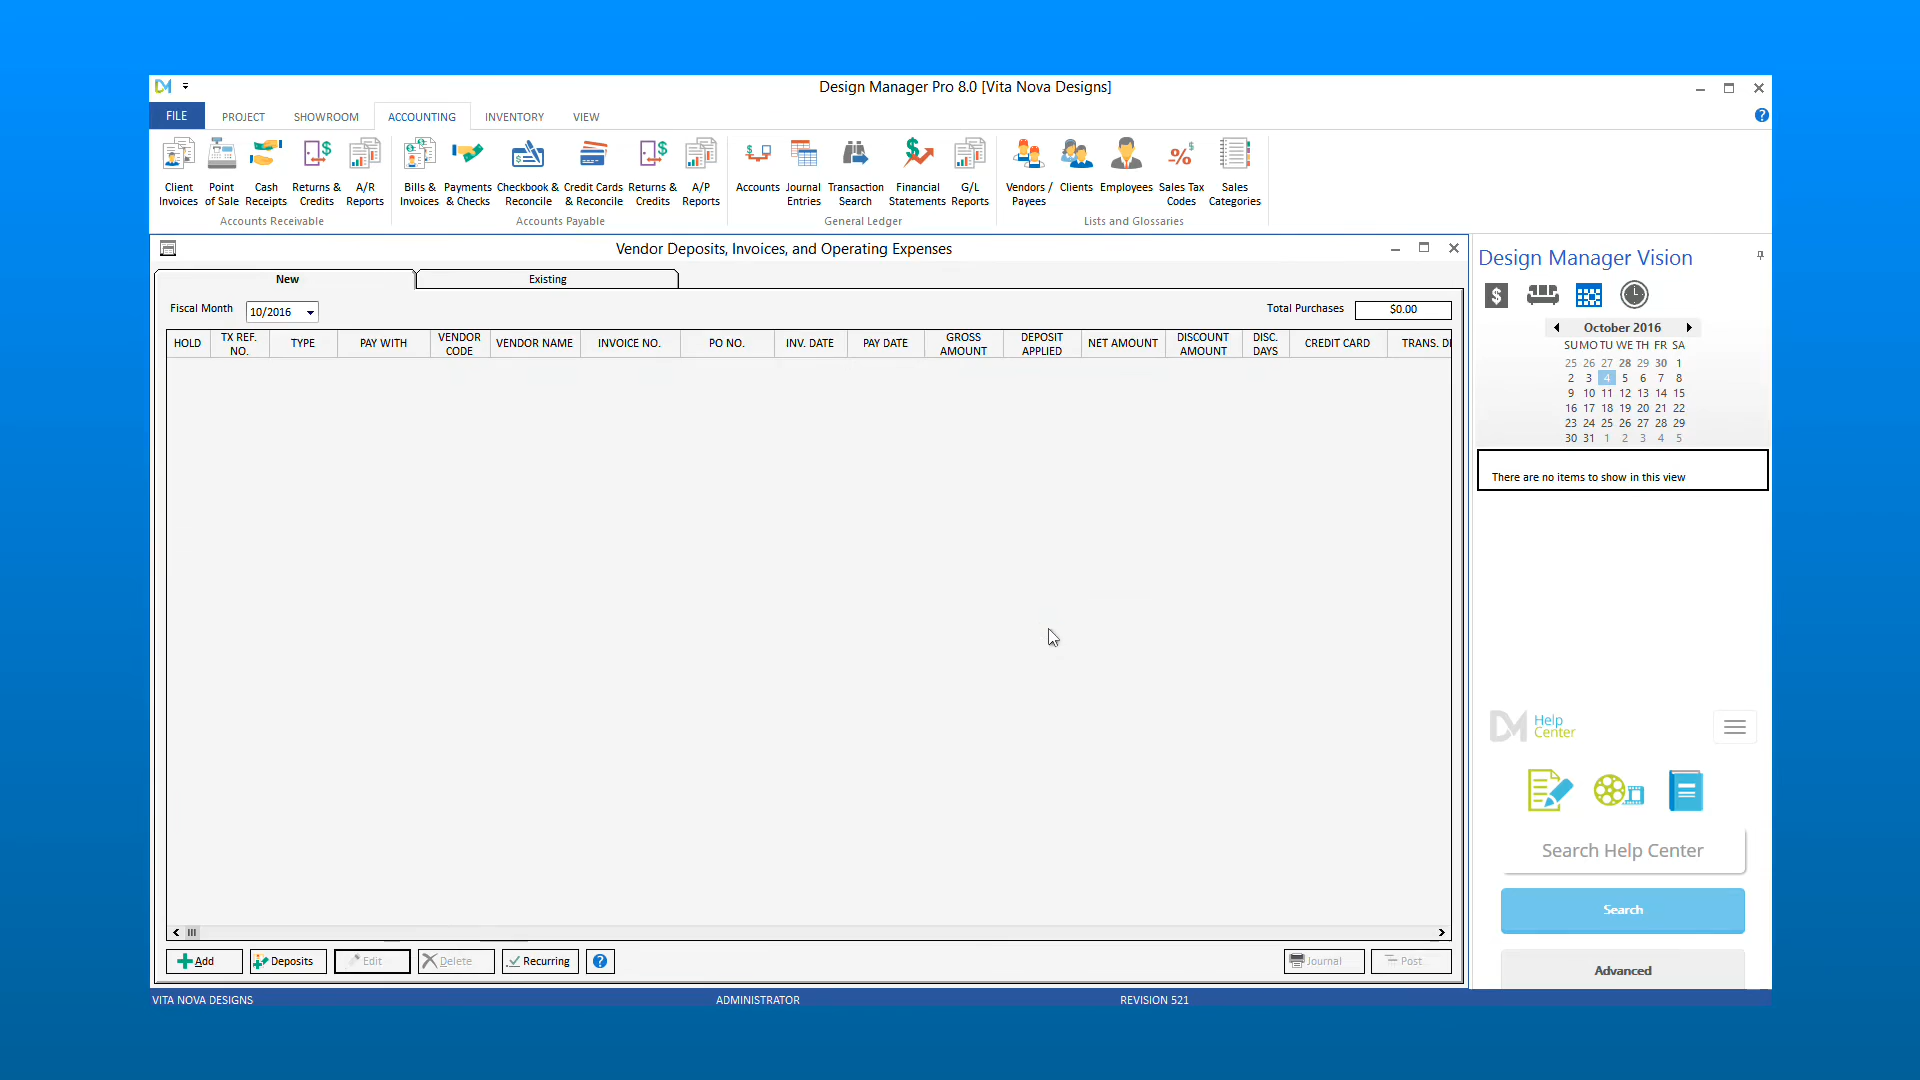 Design Manager Pro 8.0 [Vita Nova Designs]
FILE PROJECT SHOWROOM ACCOUNTING INVENTORY VIEW
Client Invoices
Point of Sale
Cash Receipts
Returns & Credits
A/R Reports
Accounts Receivable
Bills & Invoices
Payments & Checks
Checkbook & Reconcile
Credit Cards & Reconcile
Returns & Credits
A/P Reports
Accounts Payable
Accounts
Journal Entries
Transaction Search
Financial Statements
G/L Reports
General Ledger
Vendors / Payees
Clients
Employees
Sales Tax Codes
Sales Categories
Lists and Glossaries
Vendor Deposits, Invoices, and Operating Expenses
New Existing
Fiscal Month 10/2016 Total Purchases $0.00
HOLD
TX REF. NO.
TYPE
PAY WITH
VENDOR CODE
VENDOR NAME
INVOICE NO.
PO NO.
INV. DATE
PAY DATE
GROSS AMOUNT
DEPOSIT APPLIED
NET AMOUNT
DISCOUNT AMOUNT
DISC. DAYS
CREDIT CARD
TRANS. DE
Add Deposits Edit Delete Recurring Journal Post
VITA NOVA DESIGNS ADMINISTRATOR REVISION 521
Design Manager Vision
October 2016
SU MO TU WE TH FR SA
25 26 27 28 29 30 1
2 3 4 5 6 7 8
9 10 11 12 13 14 15
16 17 18 19 20 21 22
23 24 25 26 27 28 29
30 31 1 2 3 4 5
There are no items to show in this view
DM Help Center
Search Help Center
Search
Advanced